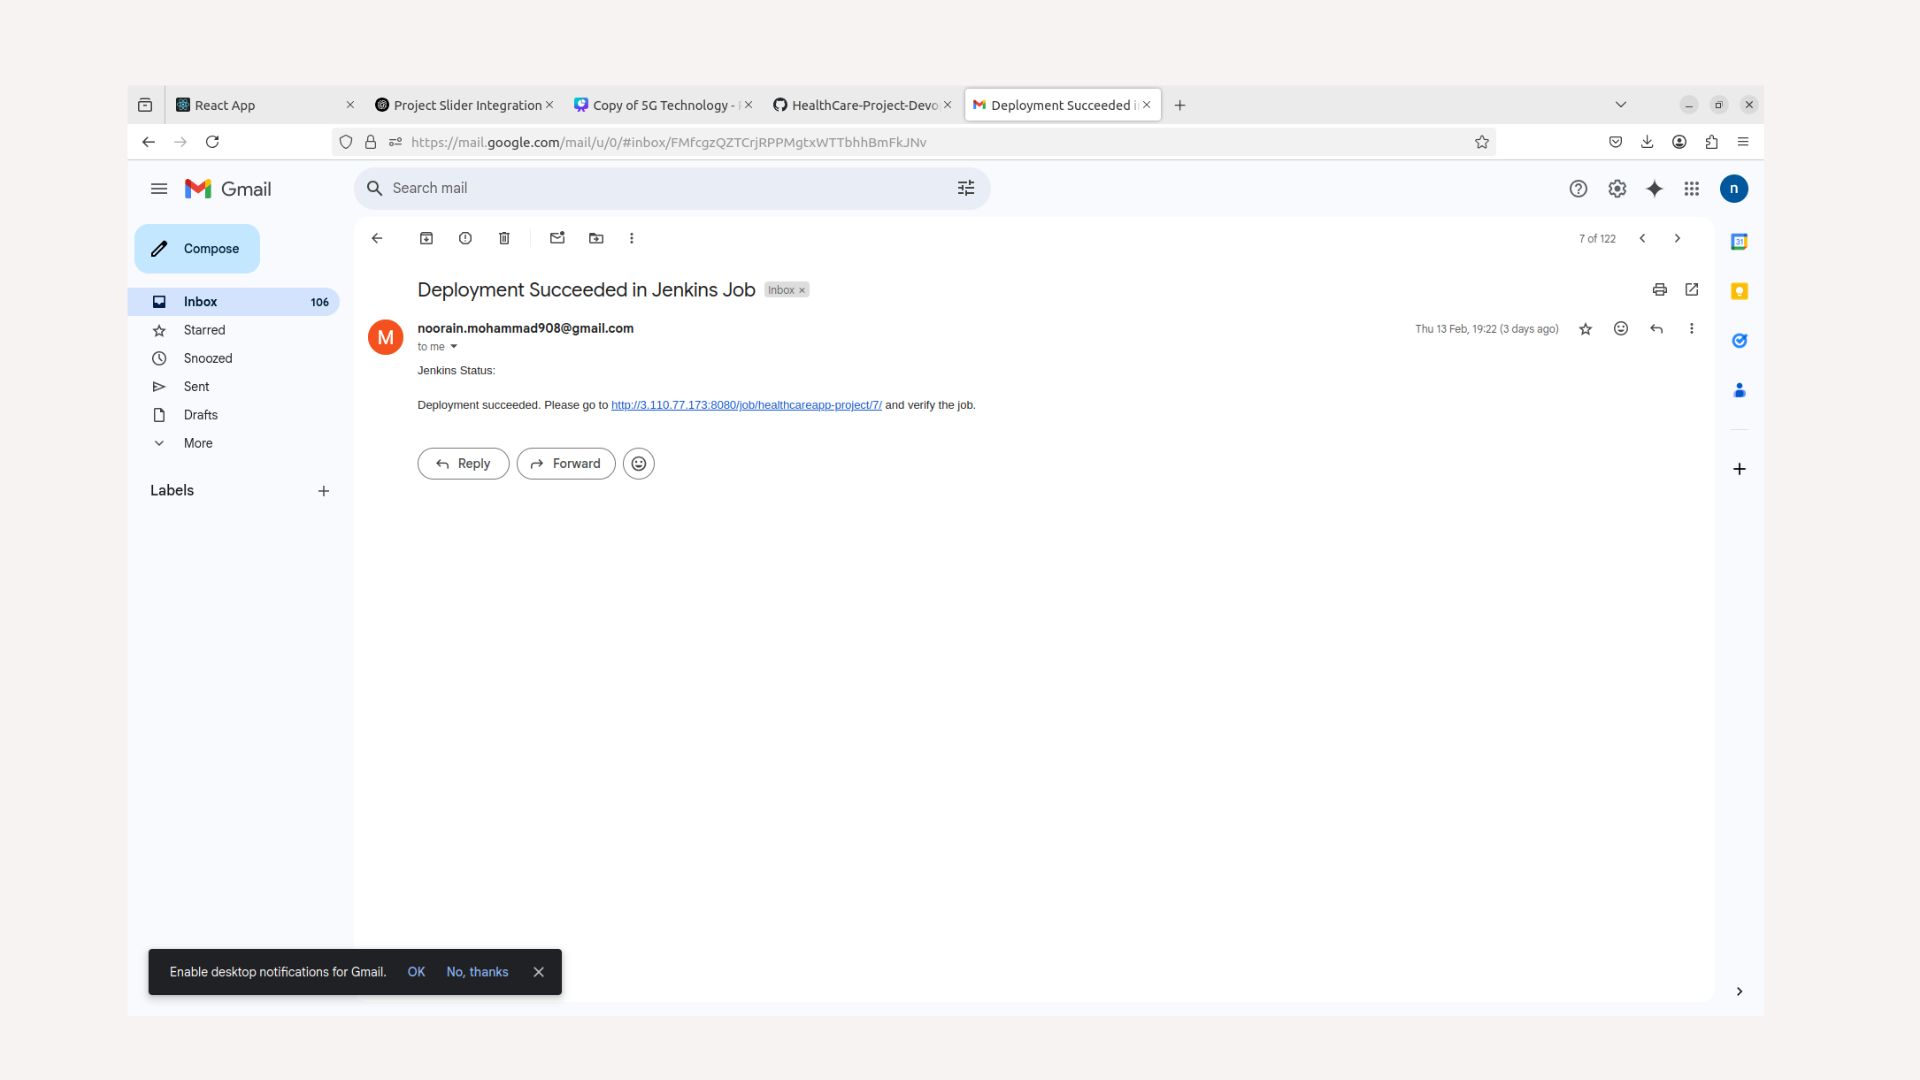 React App
Project Slider Integration
Copy of 5G Technology -
HealthCare-Project-Devo
Deployment Succeeded i
https://mail.google.com/mail/u/0/#inbox/FMfcgzQZTCrjRPPMgtxWTTbhhBmFkJNv
Gmail
Search mail
n
Compose
7 of 122
31
Deployment Succeeded in Jenkins Job Inbox ×
Inbox 106
M
noorain.mohammad908@gmail.com
Thu 13 Feb, 19:22 (3 days ago)
Starred
to me
Snoozed
Jenkins Status:
Sent
Deployment succeeded. Please go to http://3.110.77.173:8080/job/healthcareapp-project/7/ and verify the job.
Drafts
More
Reply
Forward
Labels
Enable desktop notifications for Gmail. OK No, thanks